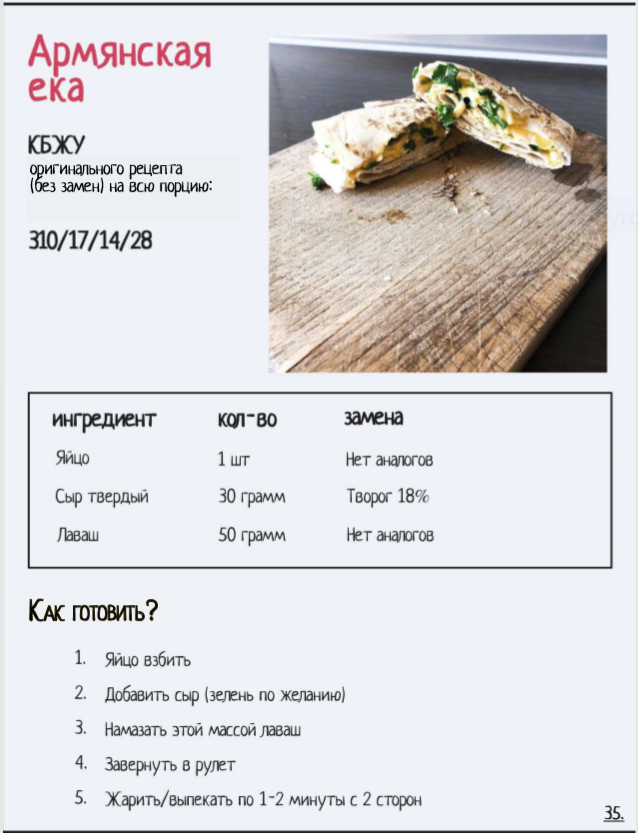 Армянская
ека
КБЖУ
оригинального рецепта
(без замен) на всю порцию:
310/17/14/28
ингредиент кол-во замена
Яйцо 1 шт Нет аналогов
Сыр твердый 30 грамм Творог 18%
Лаваш 50 грамм Нет аналогов
Как готовить?
1. Яйцо взбить
2. Добавить сыр (зелень по желанию)
3. Намазать этой массой лаваш
4. Завернуть в рулет
5. Жарить/выпекать по 1-2 минуты с 2 сторон
35.